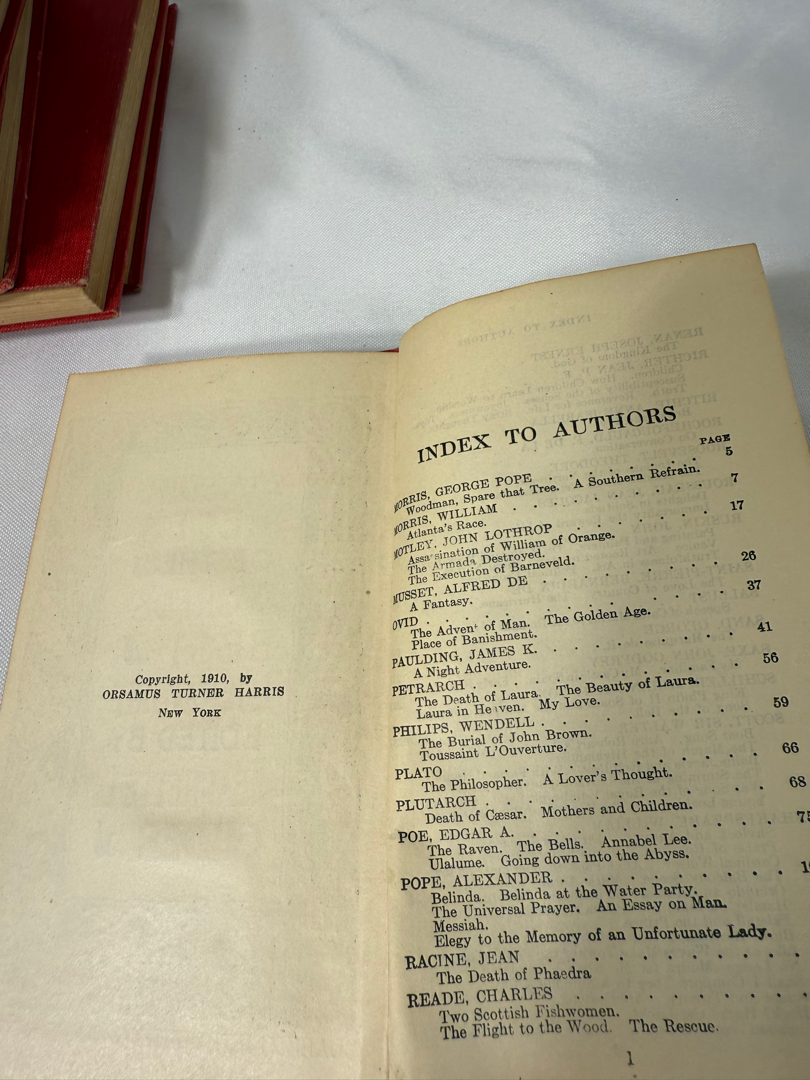 Copyright, 1910, by
ORSAMUS TURNER HARRIS
NEW YORK
INDEX TO AUTHORS
PAGE
MORRIS, GEORGE POPE . . . . . . . 5
Woodman, Spare that Tree. A Southern Refrain.
MORRIS, WILLIAM . . . . . . . . 7
Atlanta's Race.
MOTLEY, JOHN LOTHROP . . . . . . 17
Assassination of William of Orange.
The Armada Destroyed.
The Execution of Barneveld.
MUSSET, ALFRED DE . . . . . . . 26
A Fantasy.
OVID . . . . . . . . . . 37
The Advent of Man. The Golden Age.
Place of Banishment.
PAULDING, JAMES K. . . . . . . . 41
A Night Adventure.
PETRARCH . . . . . . . . . 56
The Death of Laura. The Beauty of Laura.
Laura in Heaven. My Love.
PHILIPS, WENDELL . . . . . . . . 59
The Burial of John Brown.
Toussaint L'Ouverture.
PLATO . . . . . . . . . . 66
The Philosopher. A Lover's Thought.
PLUTARCH . . . . . . . . . 68
Death of Cæsar. Mothers and Children.
POE, EDGAR A. . . . . . . . . 75
The Raven. The Bells. Annabel Lee.
Ulalume. Going down into the Abyss.
POPE, ALEXANDER . . . . . . . .
Belinda. Belinda at the Water Party.
The Universal Prayer. An Essay on Man.
Messiah.
Elegy to the Memory of an Unfortunate Lady.
RACINE, JEAN . . . . . . . .
The Death of Phaedra
READE, CHARLES . . . . . . . .
Two Scottish Fishwomen.
The Flight to the Wood. The Rescue.
1